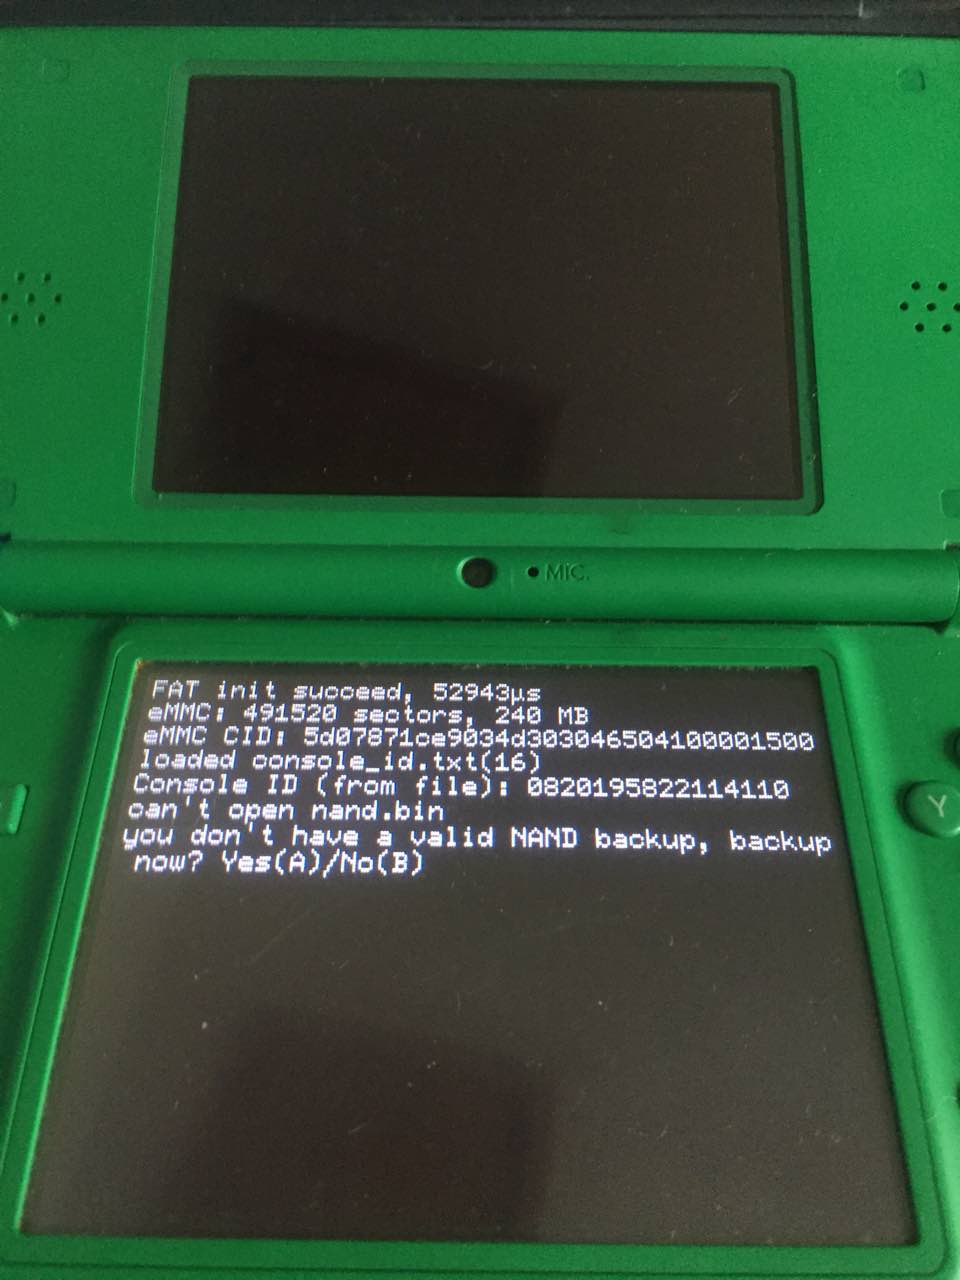 MIC.
FAT init succeed, 52943µs
eMMC: 491520 sectors, 240 MB
eMMC CID: 5d07871ce9034d303046504100001500
loaded console_id.txt(16)
Console ID (from file): 0820195822114110
can't open nand.bin
you don't have a valid NAND backup, backup
now? Yes(A)/No(B)
Y